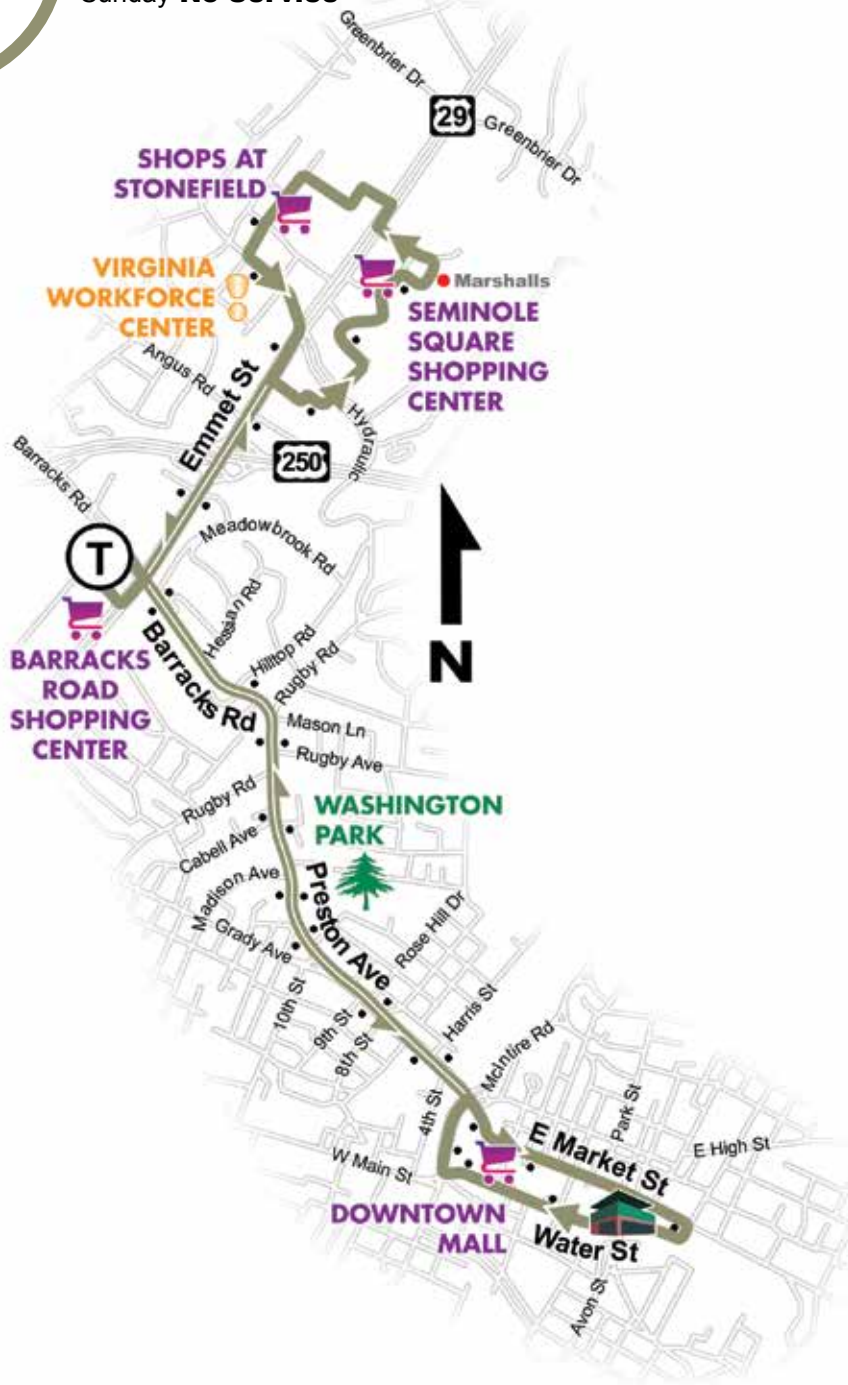 Sunday No Service
Greenbrier Dr
29
Greenbrier Dr
SHOPS AT
STONEFIELD
VIRGINIA
WORKFORCE
CENTER
Marshalls
SEMINOLE
SQUARE
SHOPPING
CENTER
Angus Rd
Emmet St
Hydraulic
250
Barracks Rd
T
Meadowbrook Rd
N
BARRACKS
ROAD
SHOPPING
CENTER
Barracks Rd
Hessian Rd
Hilltop Rd
Rugby Rd
Mason Ln
Rugby Ave
Rugby Rd
WASHINGTON
PARK
Cabell Ave
Madison Ave
Preston Ave
Grady Ave
Rose Hill Dr
10th St
9th St
8th St
Harris St
McIntire Rd
4th St
Park St
E High St
E Market St
W Main St
DOWNTOWN
MALL
Water St
Avon St